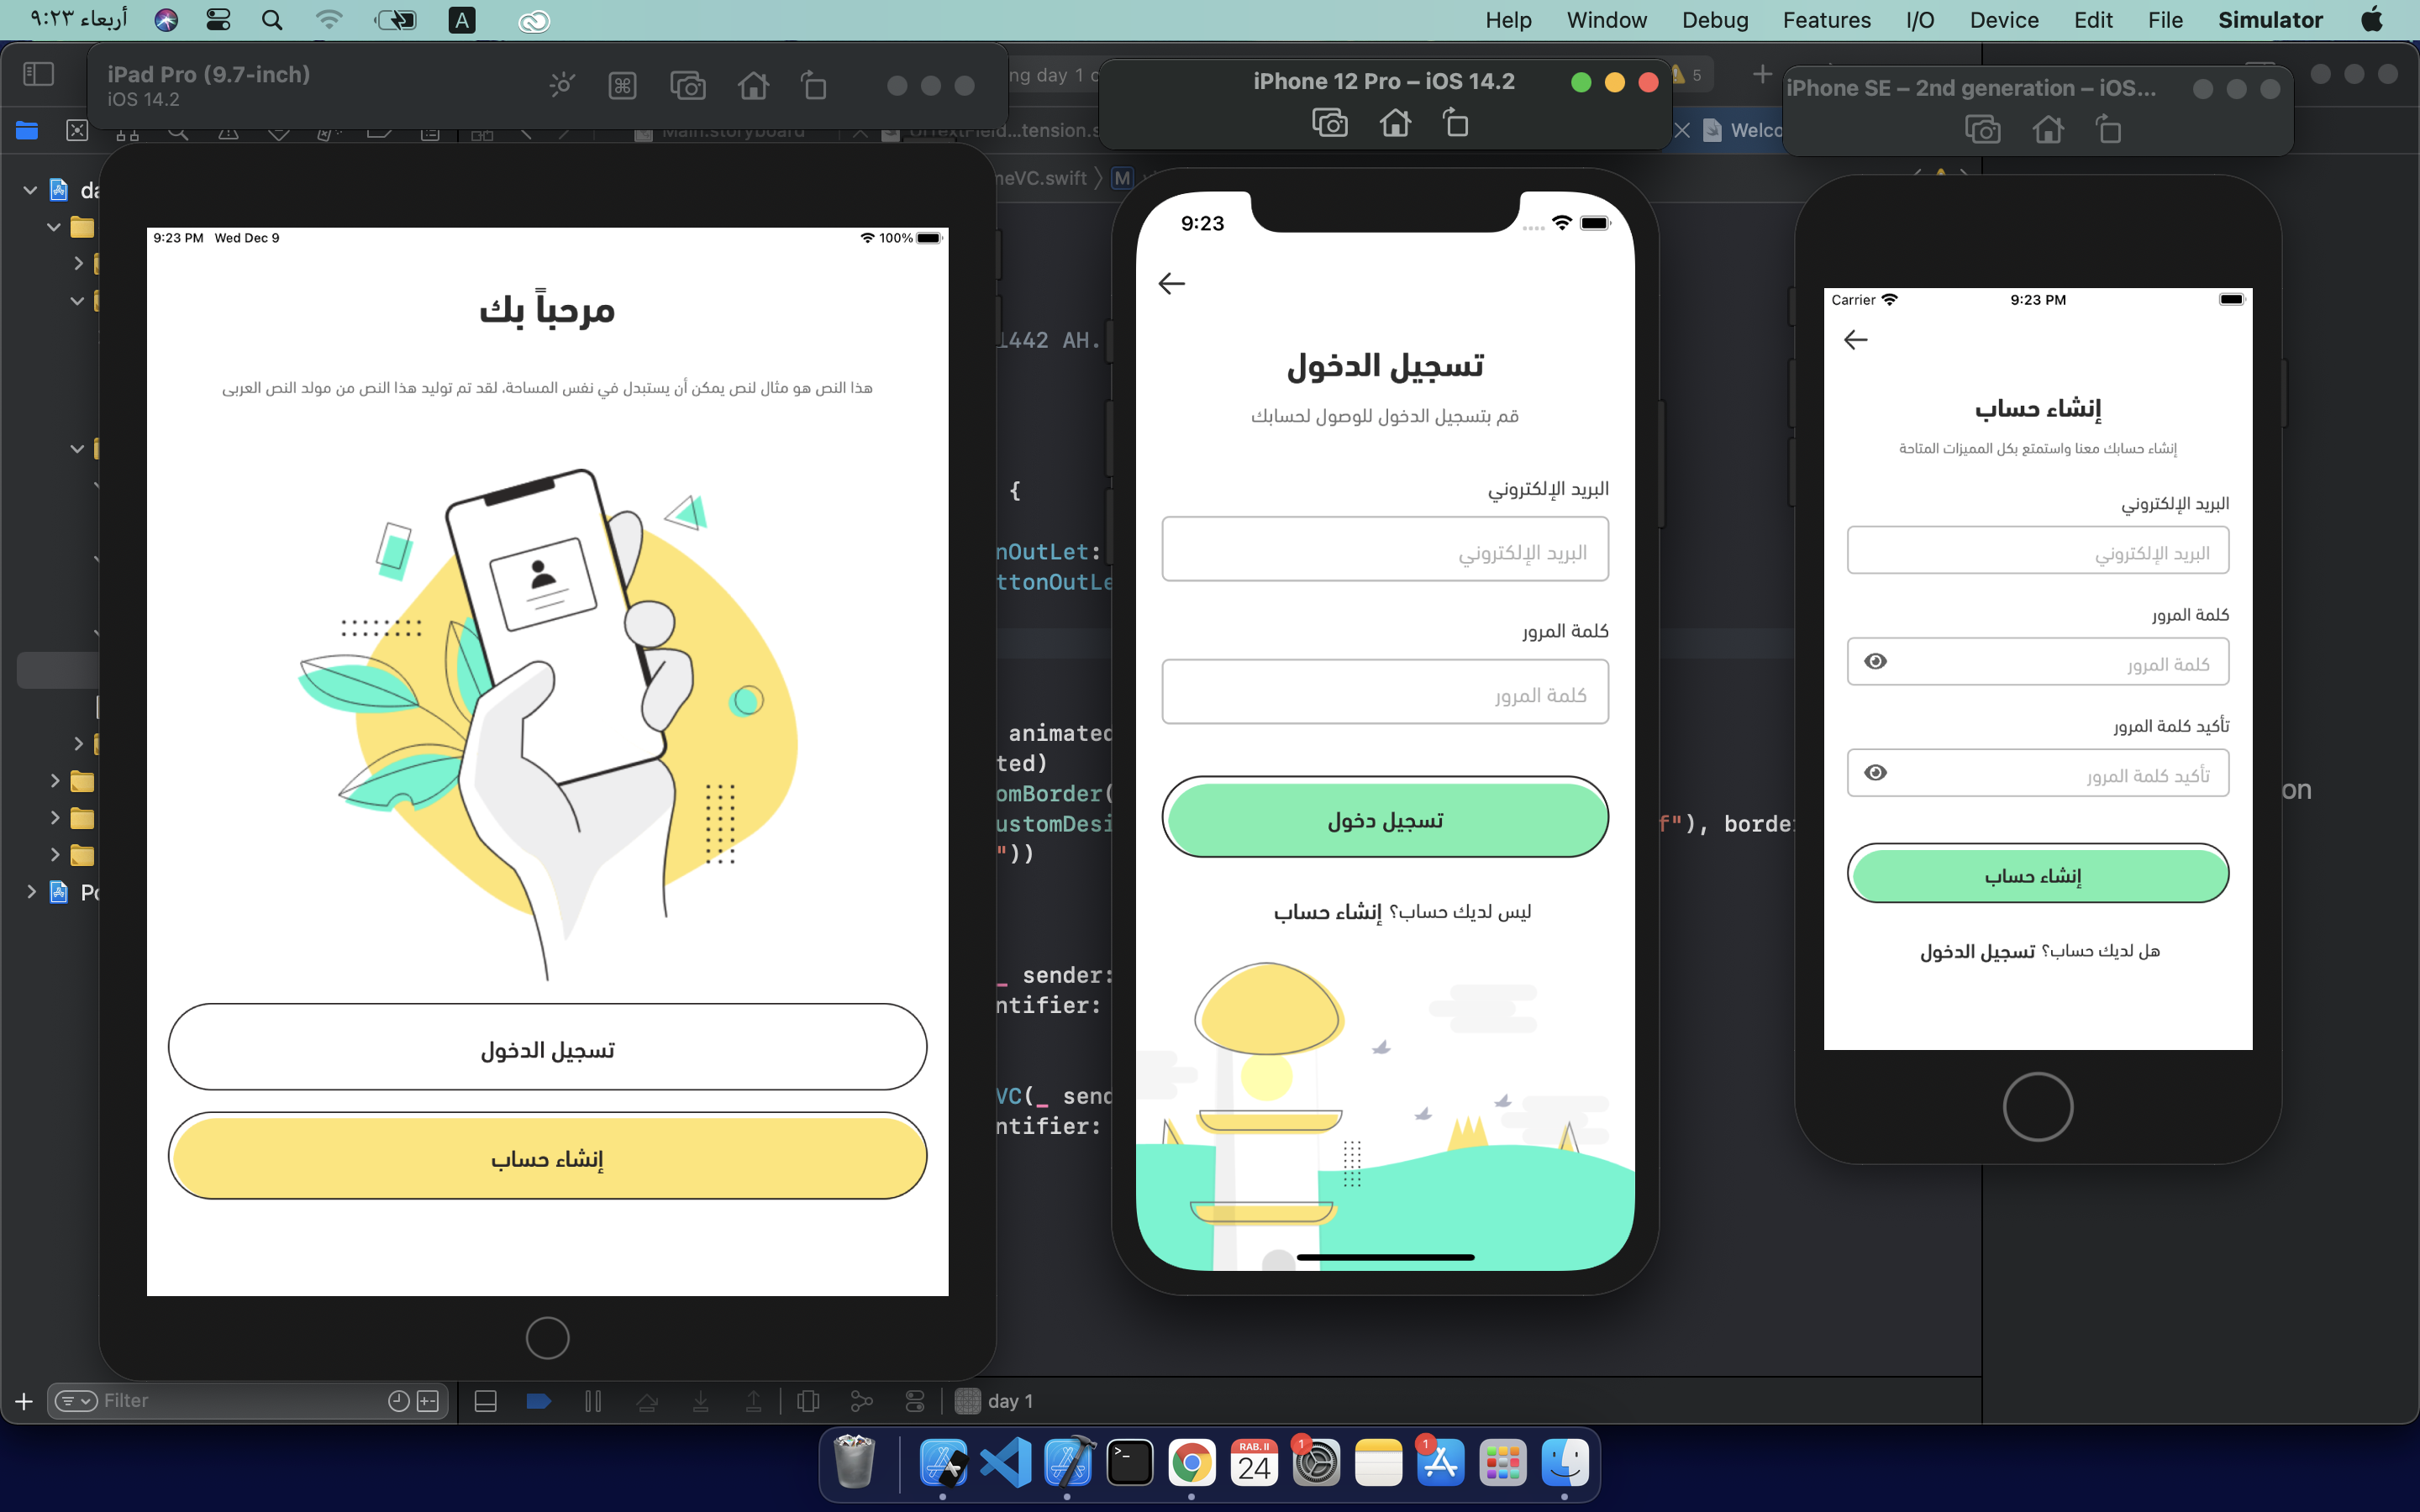 أربعاء ٩:٢٣
A
Help Window Debug Features I/O Device Edit File Simulator
iPad Pro (9.7-inch)
iOS 14.2
ng day 1
5
Main.storyboard
tension.s
Welco
neVC.swift
M
1442 AH.
{
nOutLet:
ttonOutLe
animated
ted)
omBorder(
ustomDesi
f"), border
"))
_ sender:
ntifier:
VC(_ send
ntifier:
on
9:23 PM Wed Dec 9
100%
مرحباً بك
هذا النص هو مثال لنص يمكن أن يستبدل في نفس المساحة، لقد تم توليد هذا النص من مولد النص العربى
تسجيل الدخول
إنشاء حساب
iPhone 12 Pro – iOS 14.2
9:23
تسجيل الدخول
قم بتسجيل الدخول للوصول لحسابك
البريد الإلكتروني
البريد الإلكتروني
كلمة المرور
كلمة المرور
تسجيل دخول
ليس لديك حساب؟ إنشاء حساب
iPhone SE – 2nd generation – iOS...
Carrier
9:23 PM
إنشاء حساب
إنشاء حسابك معنا واستمتع بكل المميزات المتاحة
البريد الإلكتروني
البريد الإلكتروني
كلمة المرور
كلمة المرور
تأكيد كلمة المرور
تأكيد كلمة المرور
إنشاء حساب
هل لديك حساب؟ تسجيل الدخول
da
Po
Filter
day 1
RAB. II
24
1
1